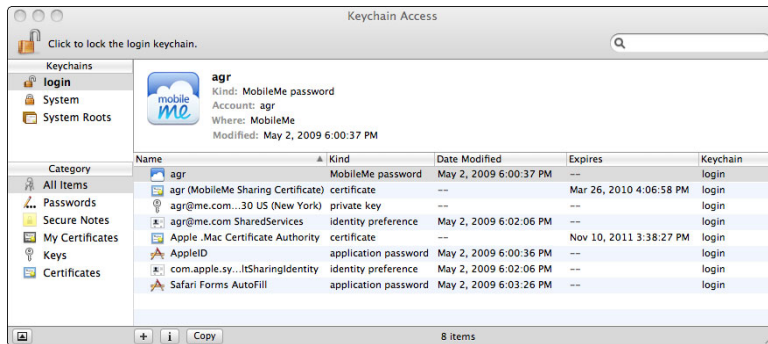 Keychain Access
Click to lock the login keychain.
Keychains
login
System
System Roots
mobile
me
agr
Kind: MobileMe password
Account: agr
Where: MobileMe
Modified: May 2, 2009 6:00:37 PM
Category
All Items
Passwords
Secure Notes
My Certificates
Keys
Certificates
Name Kind Date Modified Expires Keychain
agr MobileMe password May 2, 2009 6:00:37 PM -- login
agr (MobileMe Sharing Certificate) certificate -- Mar 26, 2010 4:06:58 PM login
agr@me.com...30 US (New York) private key -- -- login
agr@me.com SharedServices identity preference May 2, 2009 6:02:06 PM -- login
Apple .Mac Certificate Authority certificate -- Nov 10, 2011 3:38:27 PM login
AppleID application password May 2, 2009 6:00:36 PM -- login
com.apple.sy...ltSharingIdentity identity preference May 2, 2009 6:02:06 PM -- login
Safari Forms AutoFill application password May 2, 2009 6:03:26 PM -- login
+ i Copy 8 items